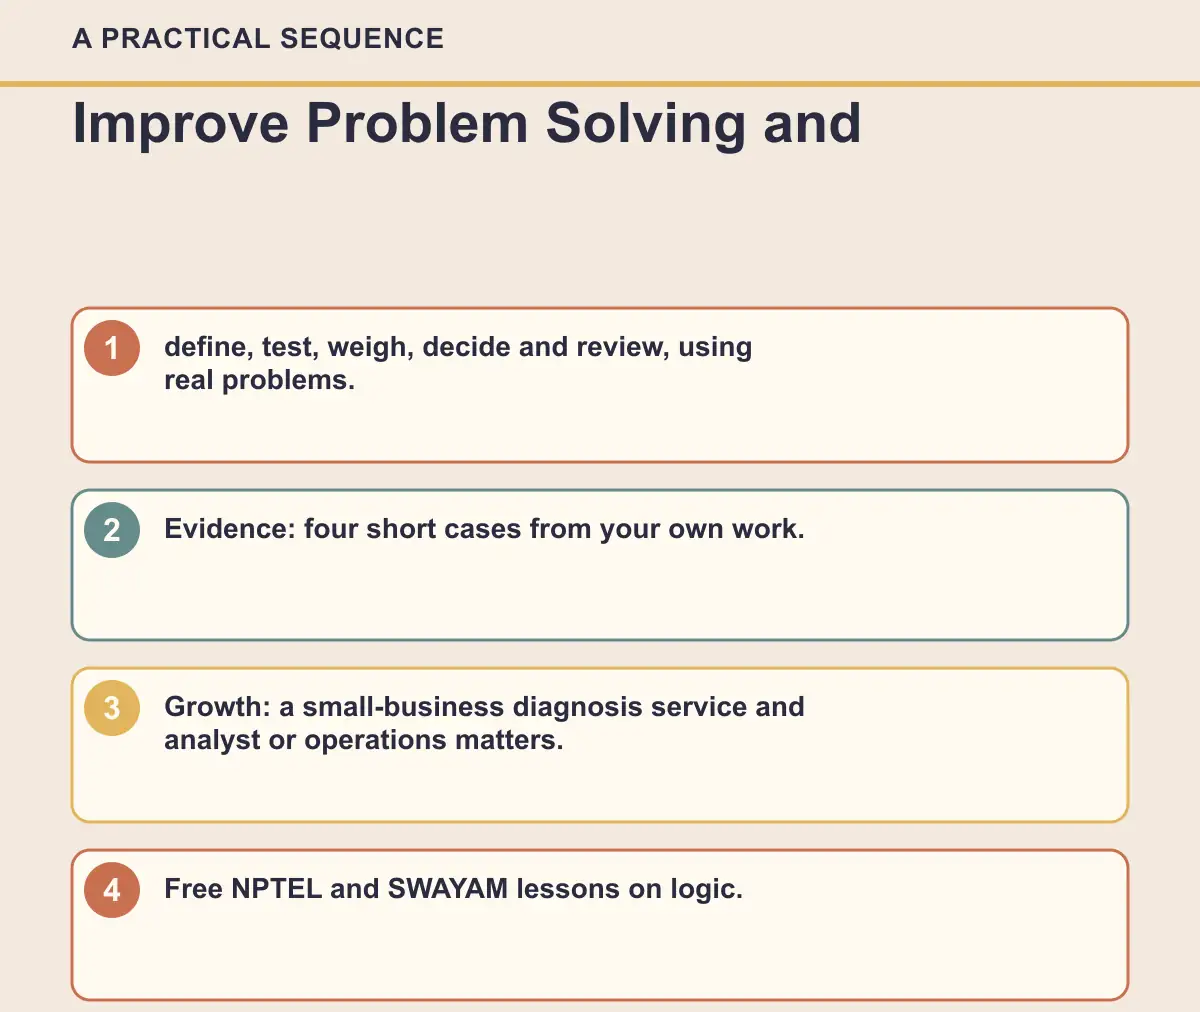 A PRACTICAL SEQUENCE
Improve Problem Solving and
1
define, test, weigh, decide and review, using
real problems.
2
Evidence: four short cases from your own work.
3
Growth: a small-business diagnosis service and
analyst or operations matters.
4
Free NPTEL and SWAYAM lessons on logic.